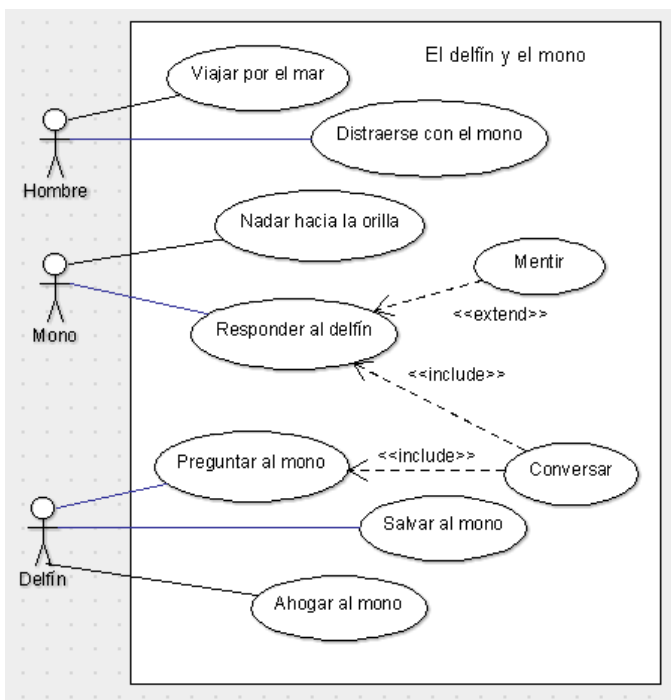 El delfín y el mono
Viajar por el mar
Distraerse con el mono
Hombre
Nadar hacia la orilla
Mentir
Mono
Responder al delfín
<<extend>>
<<include>>
Preguntar al mono
<<include>>
Conversar
Salvar al mono
Delfín
Ahogar al mono